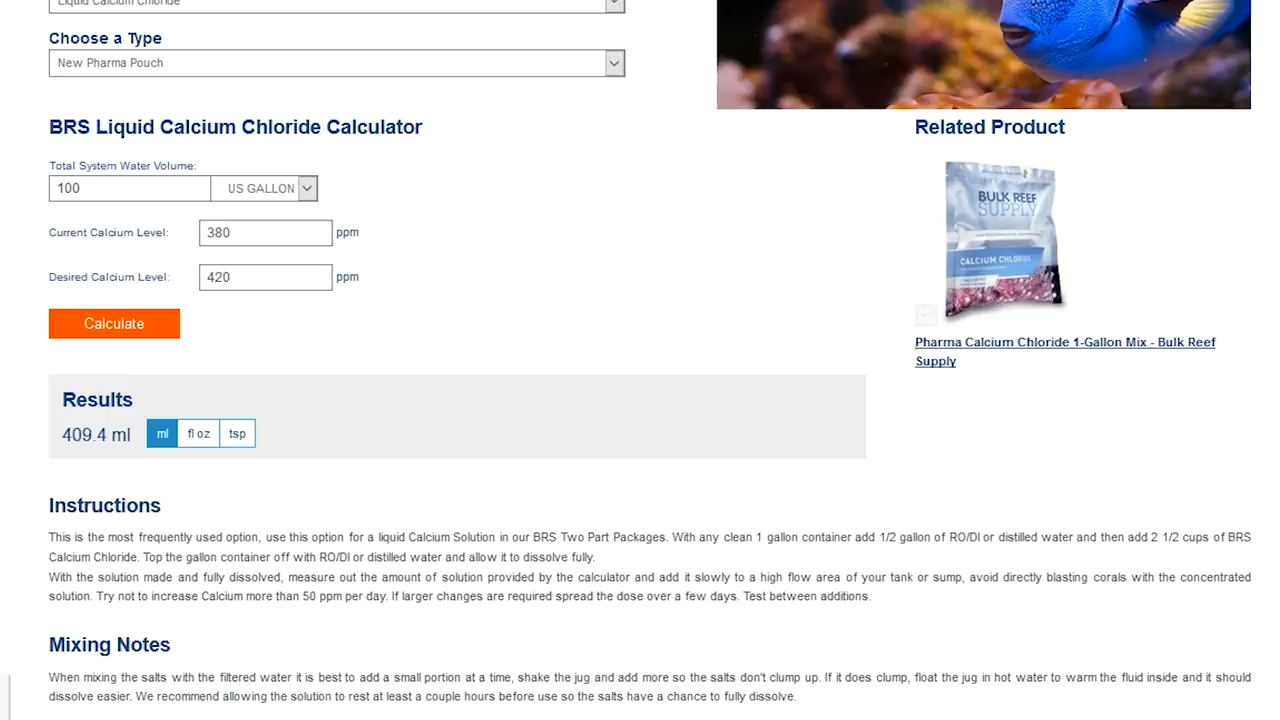 Liquid Calcium Chloride
Choose a Type
New Pharma Pouch
BRS Liquid Calcium Chloride Calculator
Related Product
Total System Water Volume:
100 US GALLON
Current Calcium Level: 380 ppm
Desired Calcium Level: 420 ppm
Calculate
BULK REEF
SUPPLY
CALCIUM CHLORIDE
Pharma Calcium Chloride 1-Gallon Mix - Bulk Reef
Supply
Results
409.4 ml ml fl oz tsp
Instructions
This is the most frequently used option, use this option for a liquid Calcium Solution in our BRS Two Part Packages. With any clean 1 gallon container add 1/2 gallon of RO/DI or distilled water and then add 2 1/2 cups of BRS
Calcium Chloride. Top the gallon container off with RO/DI or distilled water and allow it to dissolve fully.
With the solution made and fully dissolved, measure out the amount of solution provided by the calculator and add it slowly to a high flow area of your tank or sump, avoid directly blasting corals with the concentrated
solution. Try not to increase Calcium more than 50 ppm per day. If larger changes are required spread the dose over a few days. Test between additions.
Mixing Notes
When mixing the salts with the filtered water it is best to add a small portion at a time, shake the jug and add more so the salts don't clump up. If it does clump, float the jug in hot water to warm the fluid inside and it should
dissolve easier. We recommend allowing the solution to rest at least a couple hours before use so the salts have a chance to fully dissolve.